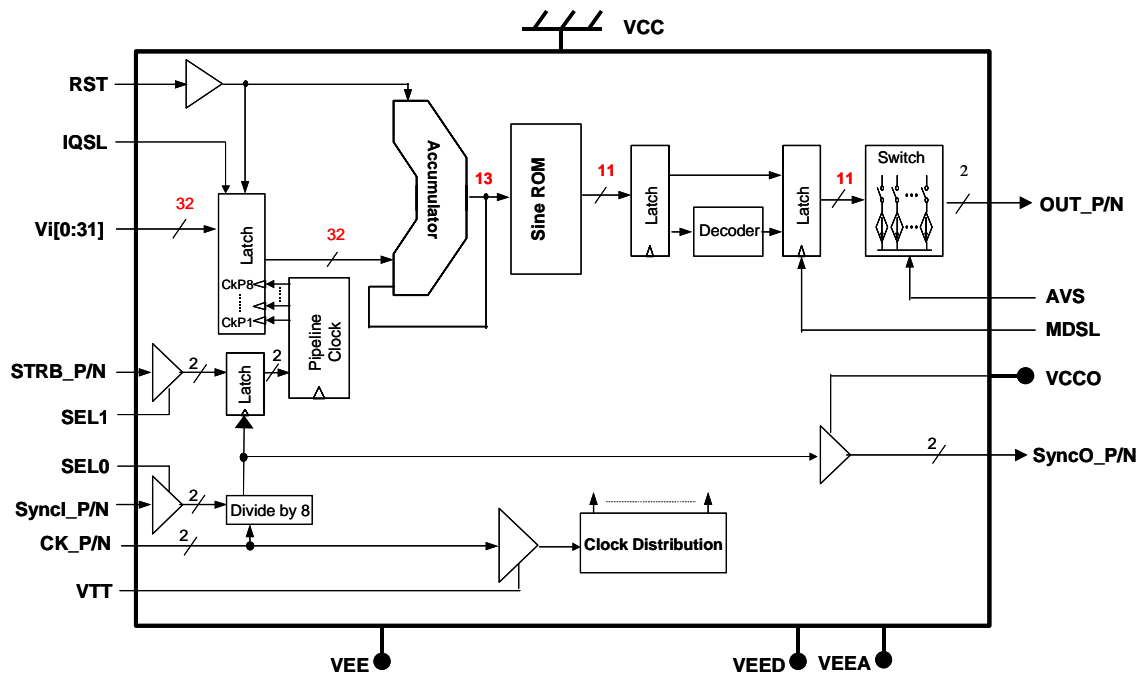 VCC
RST
IQSL
Vi[0:31]
32
Latch
CkP8
CkP1
32
Accumulator
13
Sine ROM
11
Latch
Decoder
Latch
11
Switch
2
OUT_P/N
AVS
MDSL
Pipeline
Clock
STRB_P/N
2
Latch
2
SEL1
VCCO
SEL0
SyncI_P/N
2
Divide by 8
2
SyncO_P/N
CK_P/N
2
Clock Distribution
VTT
VEE
VEED
VEEA